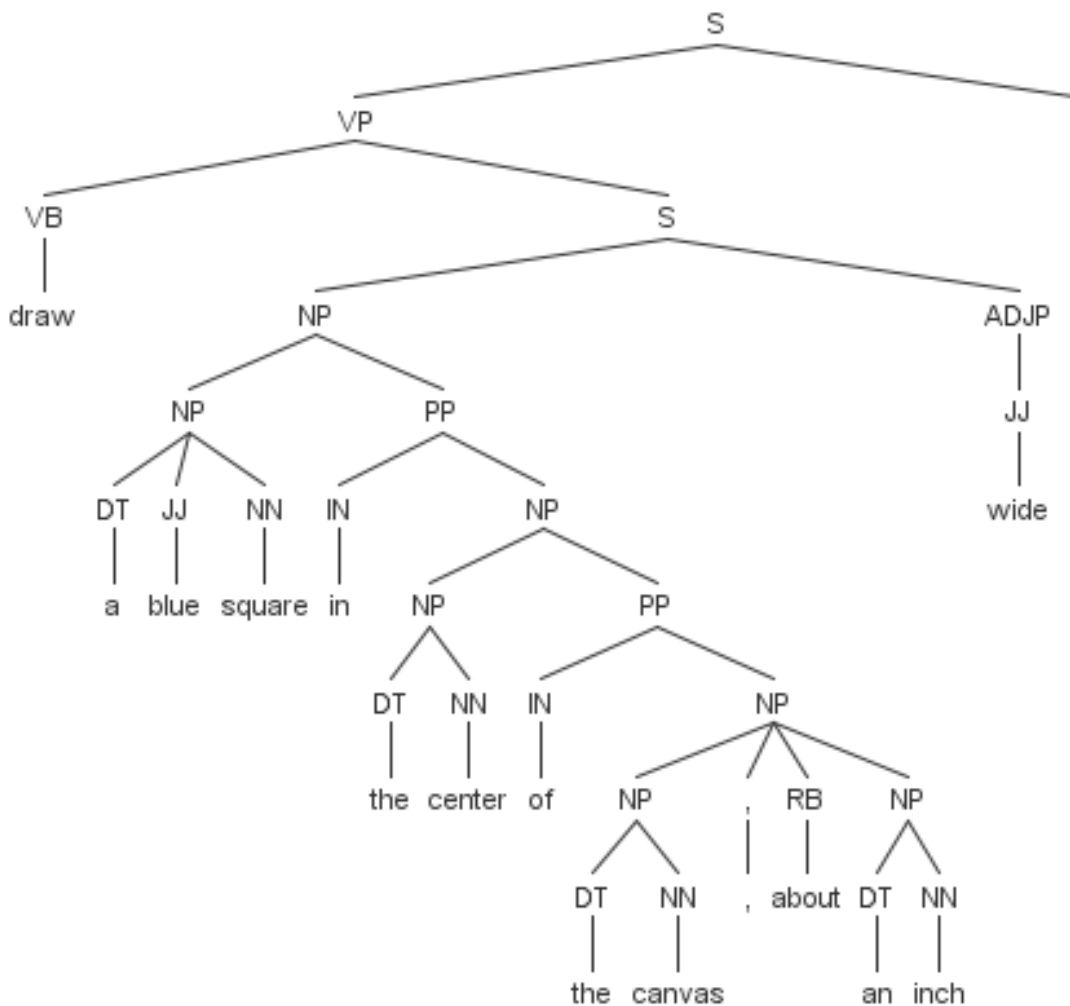 S
VP
VB S
draw NP ADJP
NP PP JJ
DT JJ NN IN NP wide
a blue square in NP PP
DT NN IN NP
the center of NP , RB NP
DT NN , about DT NN
the canvas an inch